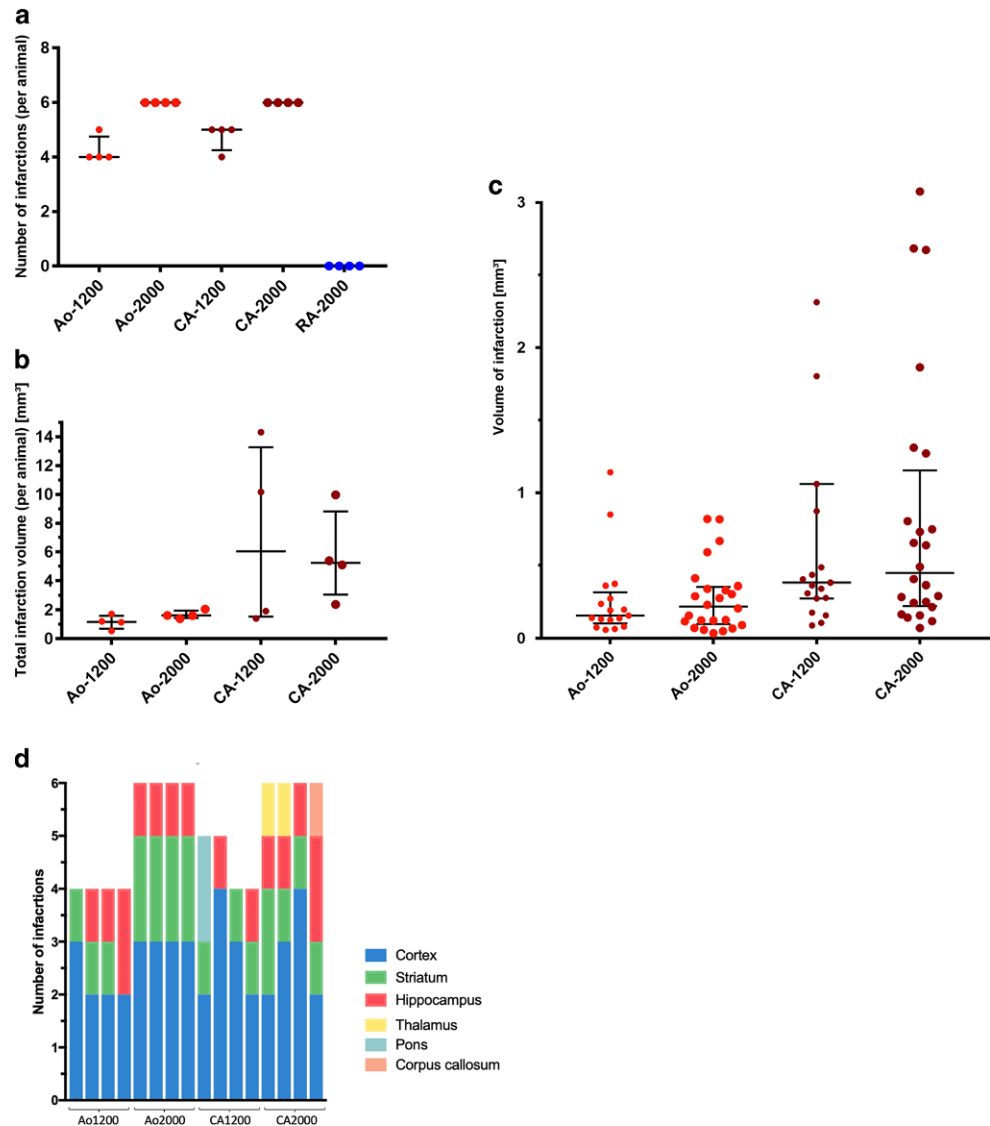 a
Number of infarctions (per animal)
8
6
4
2
0
Ao-1200
Ao-2000
CA-1200
CA-2000
RA-2000
b
Total infarction volume (per animal) [mm³]
14
12
10
8
6
4
2
0
Ao-1200
Ao-2000
CA-1200
CA-2000
c
Volume of infarction [mm³]
3
2
1
0
Ao-1200
Ao-2000
CA-1200
CA-2000
d
Number of infacrtions
6
5
4
3
2
1
0
Ao1200
Ao2000
CA1200
CA2000
Cortex
Striatum
Hippocampus
Thalamus
Pons
Corpus callosum